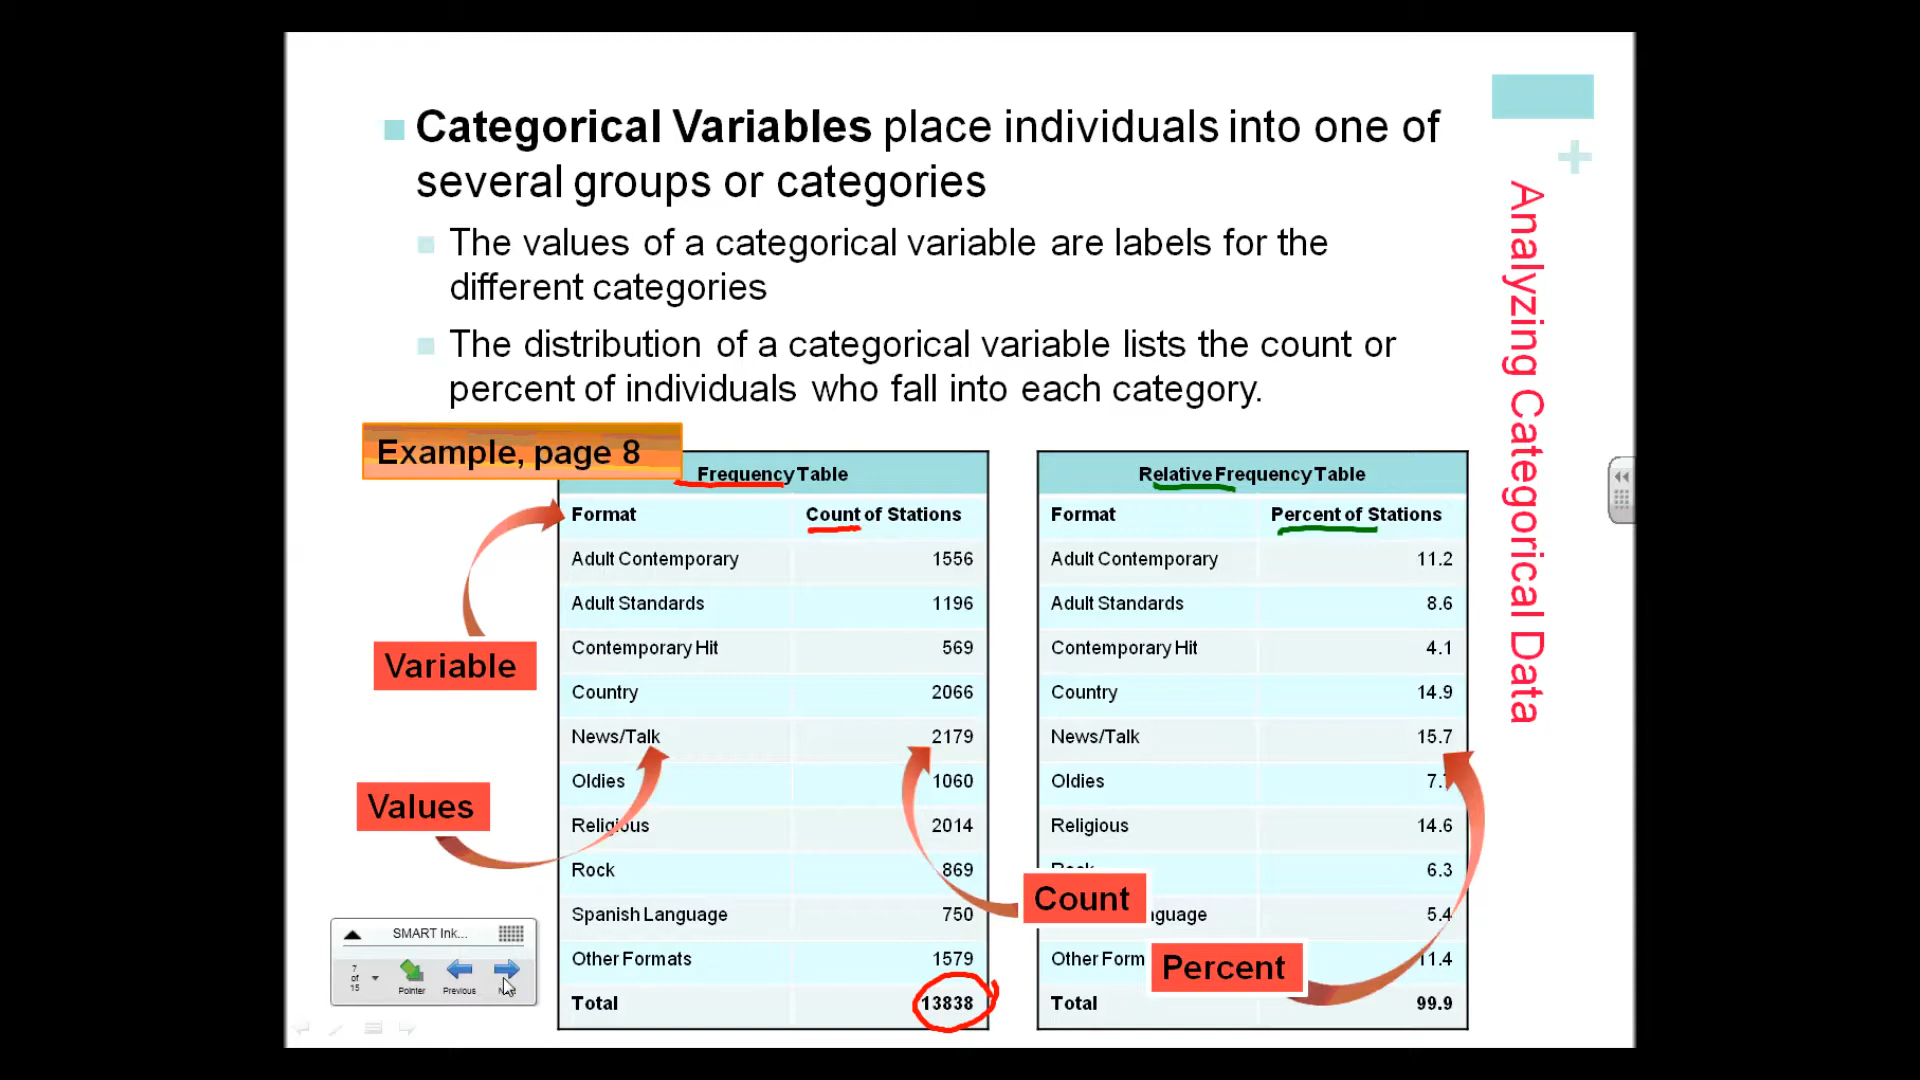 Categorical Variables place individuals into one of
several groups or categories
The values of a categorical variable are labels for the
different categories
The distribution of a categorical variable lists the count or
percent of individuals who fall into each category.
Analyzing Categorical Data
+
Example, page 8
Frequency Table
Format Count of Stations
Adult Contemporary 1556
Adult Standards 1196
Contemporary Hit 569
Country 2066
News/Talk 2179
Oldies 1060
Religious 2014
Rock 869
Spanish Language 750
Other Formats 1579
Total 13838
Relative Frequency Table
Format Percent of Stations
Adult Contemporary 11.2
Adult Standards 8.6
Contemporary Hit 4.1
Country 14.9
News/Talk 15.7
Oldies
Religious 14.6
Rock 6.3
5.4
11.4
Total 99.9
Variable
Values
Count
Percent
SMART Ink...
7
of
15
Pointer
Previous